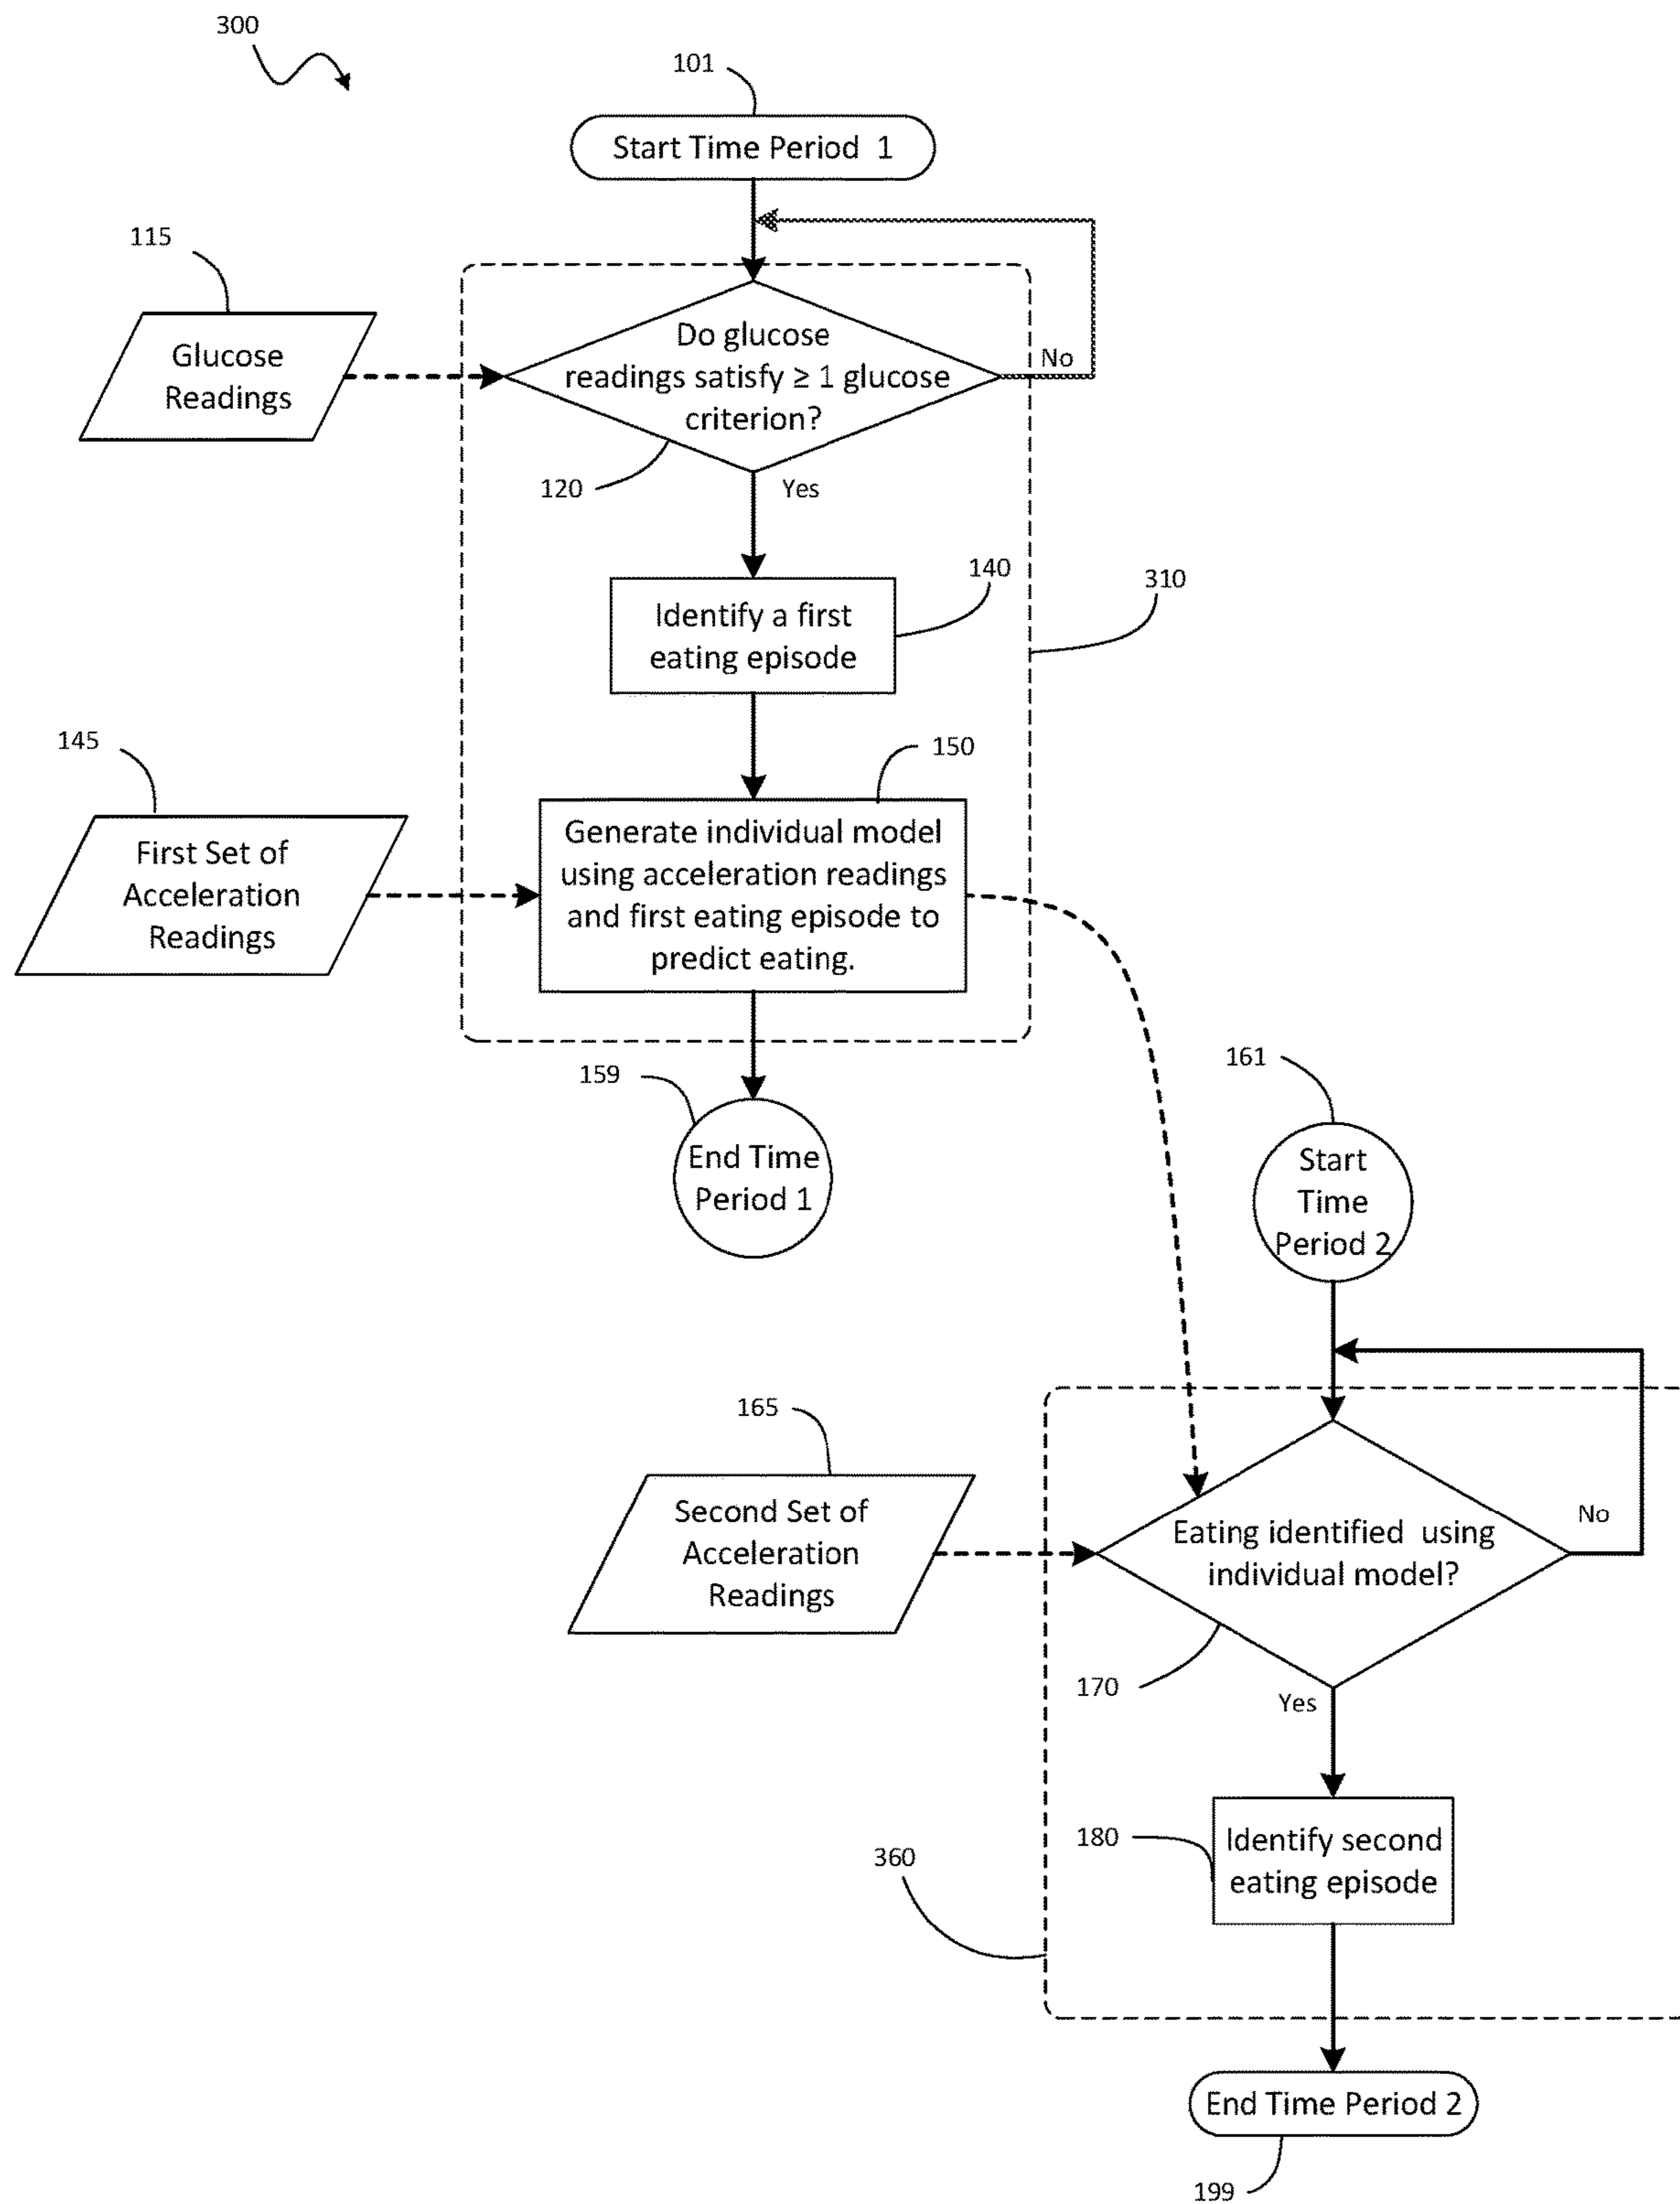 300
101
Start Time Period 1
115
Glucose
Readings
Do glucose
readings satisfy ≥ 1 glucose
criterion?
No
120
Yes
140
310
Identify a first
eating episode
145
150
First Set of
Acceleration
Readings
Generate individual model
using acceleration readings
and first eating episode to
predict eating.
159
161
End Time
Period 1
Start
Time
Period 2
165
Second Set of
Acceleration
Readings
Eating identified using
individual model?
No
170
Yes
180
360
Identify second
eating episode
End Time Period 2
199